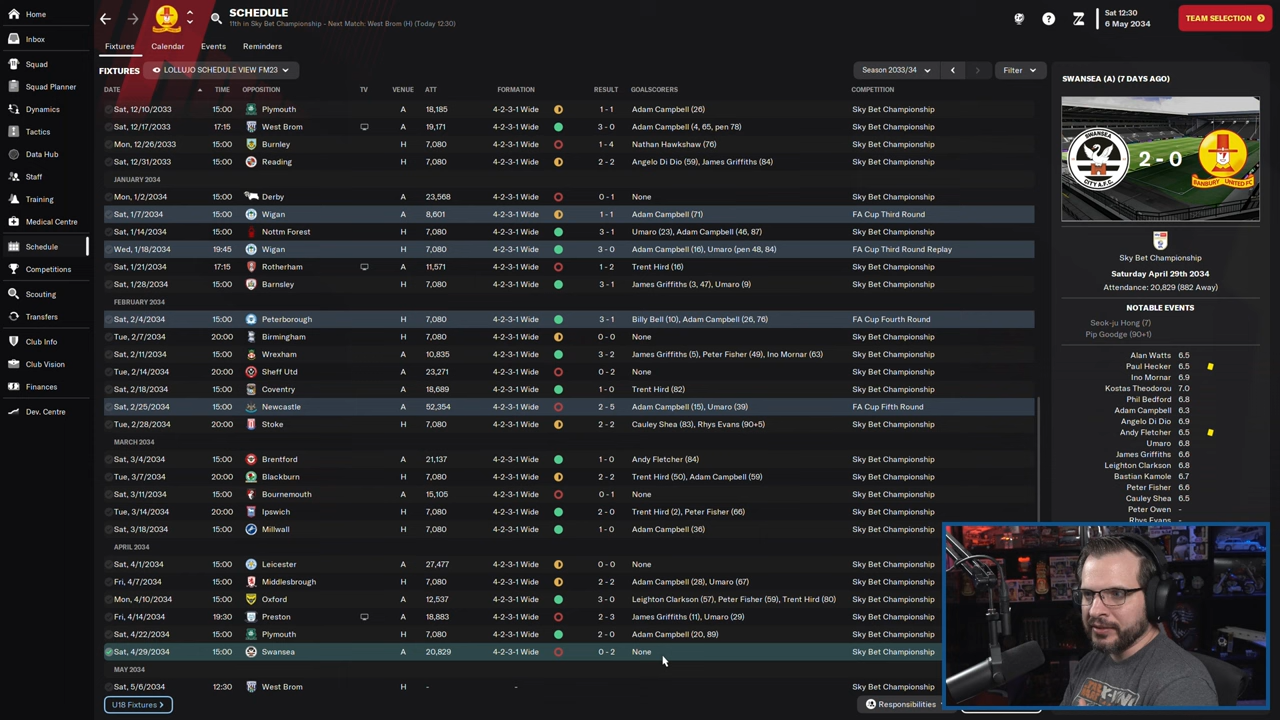 Home
Inbox
Squad
Squad Planner
Dynamics
Tactics
Data Hub
Staff
Training
Medical Centre
Schedule
Competitions
Scouting
Transfers
Club Info
Club Vision
Finances
Dev. Centre
SCHEDULE
11th in Sky Bet Championship - Next Match: West Brom (H) (Today 12:30)
Sat 12:30
6 May 2034
TEAM SELECTION
Fixtures Calendar Events Reminders
FIXTURES LOLLUJO SCHEDULE VIEW FM23 Season 2033/34 Filter
DATE TIME OPPOSITION TV VENUE ATT FORMATION RESULT GOALSCORERS COMPETITION
Sat, 12/10/2033 15:00 Plymouth A 18,185 4-2-3-1 Wide 1 - 1 Adam Campbell (26) Sky Bet Championship
Sat, 12/17/2033 17:15 West Brom A 19,171 4-2-3-1 Wide 3 - 0 Adam Campbell (4, 65, pen 78) Sky Bet Championship
Mon, 12/26/2033 15:00 Burnley H 7,080 4-2-3-1 Wide 1 - 4 Nathan Hawkshaw (76) Sky Bet Championship
Sat, 12/31/2033 15:00 Reading H 7,080 4-2-3-1 Wide 2 - 2 Angelo Di Dio (59), James Griffiths (84) Sky Bet Championship
JANUARY 2034
Mon, 1/2/2034 15:00 Derby A 23,568 4-2-3-1 Wide 0 - 1 None Sky Bet Championship
Sat, 1/7/2034 15:00 Wigan A 8,601 4-2-3-1 Wide 1 - 1 Adam Campbell (71) FA Cup Third Round
Sat, 1/14/2034 15:00 Nottm Forest H 7,080 4-2-3-1 Wide 3 - 1 Umaro (23), Adam Campbell (46, 87) Sky Bet Championship
Wed, 1/18/2034 19:45 Wigan H 7,080 4-2-3-1 Wide 3 - 0 Adam Campbell (16), Umaro (pen 48, 84) FA Cup Third Round Replay
Sat, 1/21/2034 17:15 Rotherham A 11,571 4-2-3-1 Wide 1 - 2 Trent Hird (16) Sky Bet Championship
Sat, 1/28/2034 15:00 Barnsley H 7,080 4-2-3-1 Wide 3 - 1 James Griffiths (3, 47), Umaro (9) Sky Bet Championship
FEBRUARY 2034
Sat, 2/4/2034 15:00 Peterborough H 7,080 4-2-3-1 Wide 3 - 1 Billy Bell (10), Adam Campbell (26, 76) FA Cup Fourth Round
Tue, 2/7/2034 20:00 Birmingham H 7,080 4-2-3-1 Wide 0 - 0 None Sky Bet Championship
Sat, 2/11/2034 15:00 Wrexham A 10,835 4-2-3-1 Wide 3 - 2 James Griffiths (5), Peter Fisher (49), Ino Mornar (63) Sky Bet Championship
Tue, 2/14/2034 20:00 Sheff Utd A 23,271 4-2-3-1 Wide 0 - 2 None Sky Bet Championship
Sat, 2/18/2034 15:00 Coventry A 18,689 4-2-3-1 Wide 1 - 0 Trent Hird (82) Sky Bet Championship
Sat, 2/25/2034 15:00 Newcastle A 52,354 4-2-3-1 Wide 2 - 5 Adam Campbell (15), Umaro (39) FA Cup Fifth Round
Tue, 2/28/2034 20:00 Stoke H 7,080 4-2-3-1 Wide 2 - 2 Cauley Shea (83), Rhys Evans (90+5) Sky Bet Championship
MARCH 2034
Sat, 3/4/2034 15:00 Brentford A 21,137 4-2-3-1 Wide 1 - 0 Andy Fletcher (84) Sky Bet Championship
Tue, 3/7/2034 20:00 Blackburn H 7,080 4-2-3-1 Wide 2 - 2 Trent Hird (50), Adam Campbell (59) Sky Bet Championship
Sat, 3/11/2034 15:00 Bournemouth A 15,105 4-2-3-1 Wide 0 - 1 None Sky Bet Championship
Tue, 3/14/2034 20:00 Ipswich H 7,080 4-2-3-1 Wide 2 - 0 Trent Hird (2), Peter Fisher (66) Sky Bet Championship
Sat, 3/18/2034 15:00 Millwall H 7,080 4-2-3-1 Wide 1 - 0 Adam Campbell (36) Sky Bet Championship
APRIL 2034
Sat, 4/1/2034 15:00 Leicester A 27,477 4-2-3-1 Wide 0 - 0 None Sky Bet Championship
Fri, 4/7/2034 15:00 Middlesbrough H 7,080 4-2-3-1 Wide 2 - 2 Adam Campbell (28), Umaro (67) Sky Bet Championship
Mon, 4/10/2034 15:00 Oxford A 12,537 4-2-3-1 Wide 3 - 0 Leighton Clarkson (57), Peter Fisher (59), Trent Hird (80) Sky Bet Championship
Fri, 4/14/2034 19:30 Preston A 18,883 4-2-3-1 Wide 2 - 3 James Griffiths (11), Umaro (29) Sky Bet Championship
Sat, 4/22/2034 15:00 Plymouth H 7,080 4-2-3-1 Wide 2 - 0 Adam Campbell (20, 89) Sky Bet Championship
Sat, 4/29/2034 15:00 Swansea A 20,829 4-2-3-1 Wide 0 - 2 None Sky Bet Championship
MAY 2034
Sat, 5/6/2034 12:30 West Brom H - - Sky Bet Championship
U18 Fixtures
Responsibilities
SWANSEA (A) (7 DAYS AGO)
SWANSEA
CITY A.F.C
2 - 0
BANBURY UNITED FC
Sky Bet Championship
Saturday April 29th 2034
Attendance: 20,829 (882 Away)
NOTABLE EVENTS
Seok-ju Hong (7)
Pip Goodge (90+1)
Alan Watts 6.5
Paul Hecker 6.5
Ino Mornar 6.9
Kostas Theodorou 7.0
Phil Bedford 6.8
Adam Campbell 6.3
Angelo Di Dio 6.9
Andy Fletcher 6.5
Umaro 6.8
James Griffiths 6.6
Leighton Clarkson 6.8
Bastian Kamole 6.7
Peter Fisher 6.6
Cauley Shea 6.5
Peter Owen -
Rhys Evans -